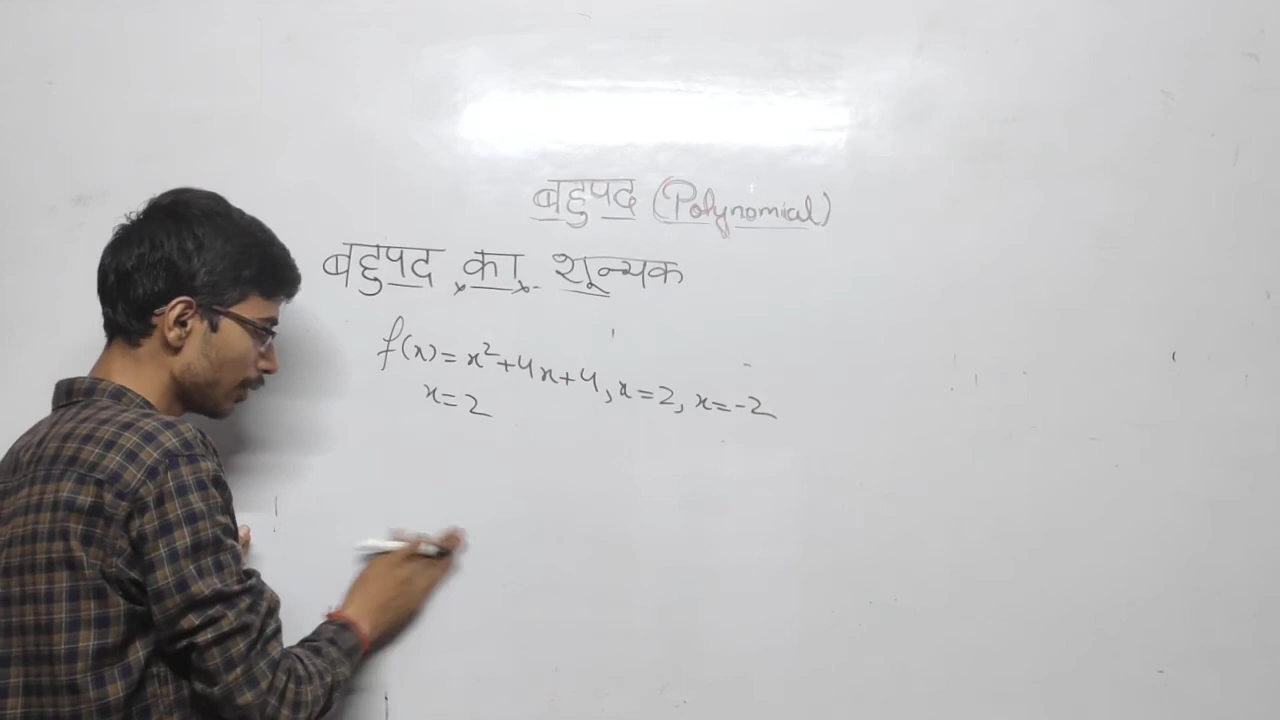 बहुपद (Polynomial)
बहुपद का शून्यक
f(x) = x²+4x+4, x=2, x=-2
x=2